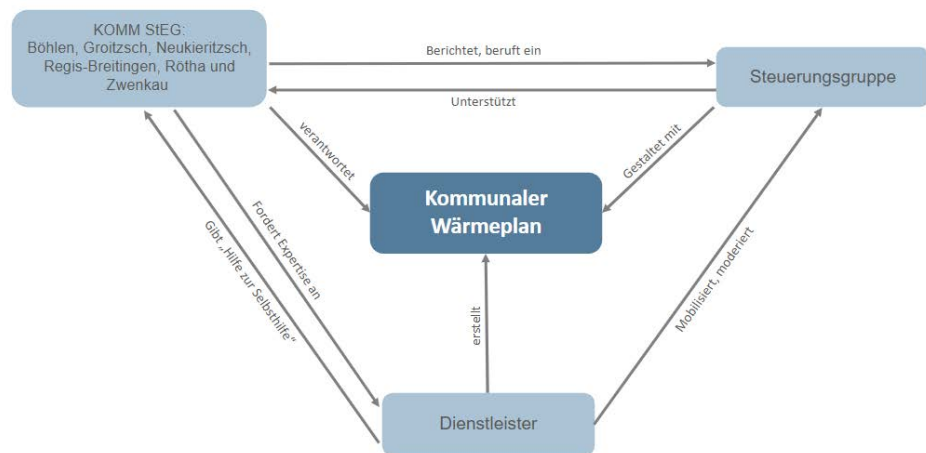 KOMM StEG:
Böhlen, Groitzsch, Neukieritzsch,
Regis-Breitingen, Rötha und
Zwenkau
Berichtet, beruft ein
Steuerungsgruppe
Unterstützt
verantwortet
Gestaltet mit
Kommunaler
Wärmeplan
Fordert Expertise an
Gibt „Hilfe zur Selbsthilfe“
erstellt
Mobilisiert, moderiert
Dienstleister